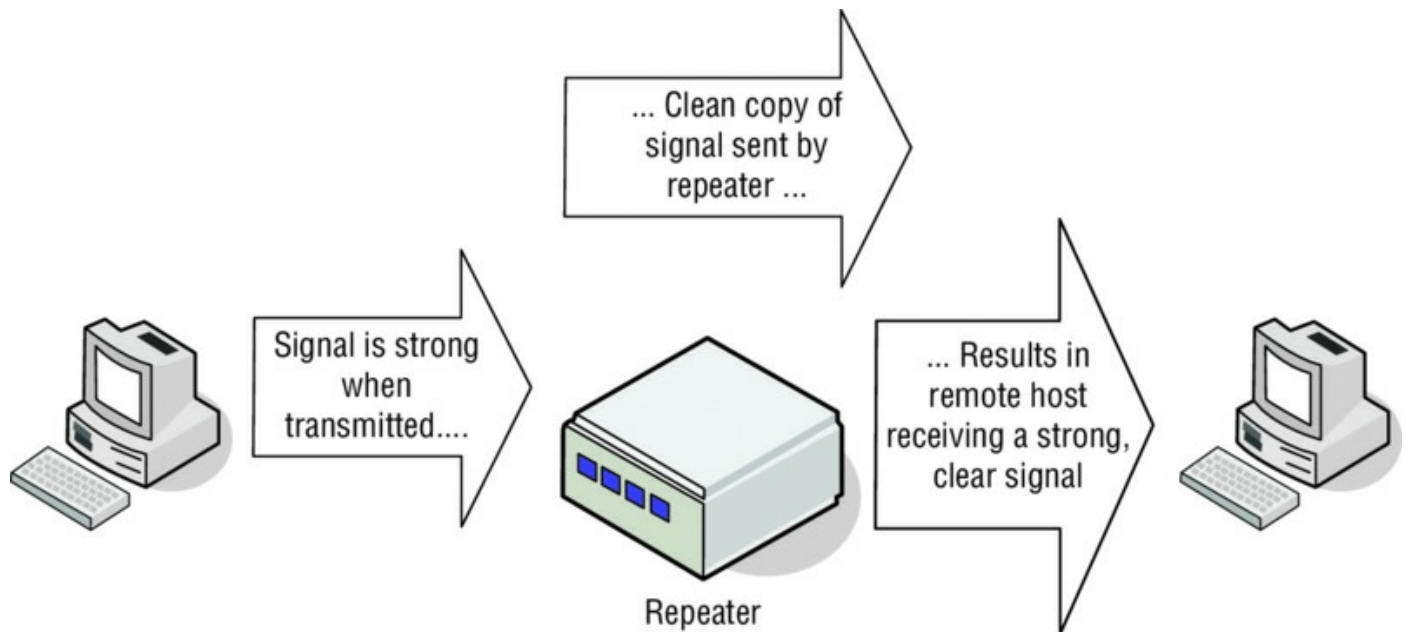 Signal is strong
when
transmitted....
... Clean copy of
signal sent by
repeater ...
... Results in
remote host
receiving a strong,
clear signal
Repeater